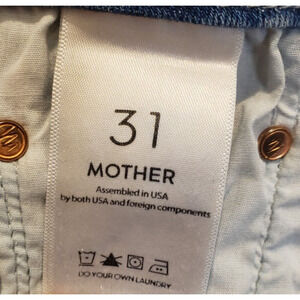 31
MOTHER
Assembled in USA
by both USA and foreign components
DO YOUR OWN LAUNDRY